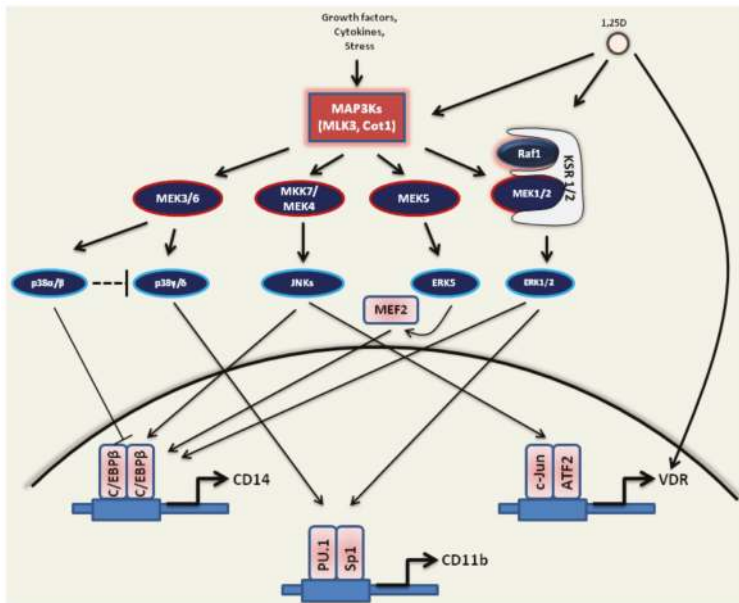 Growth factors,
Cytokines,
Stress
1,25D
MAP3Ks
(MLK3, Cot1)
Raf1
KSR 1/2
MEK3/6
MKK7/
MEK4
MEK5
MEK1/2
p38α/β
p38γ/δ
JNKs
ERK5
ERK1/2
MEF2
C/EBPβ
C/EBPβ
CD14
c-Jun
ATF2
VDR
PU.1
Sp1
CD11b